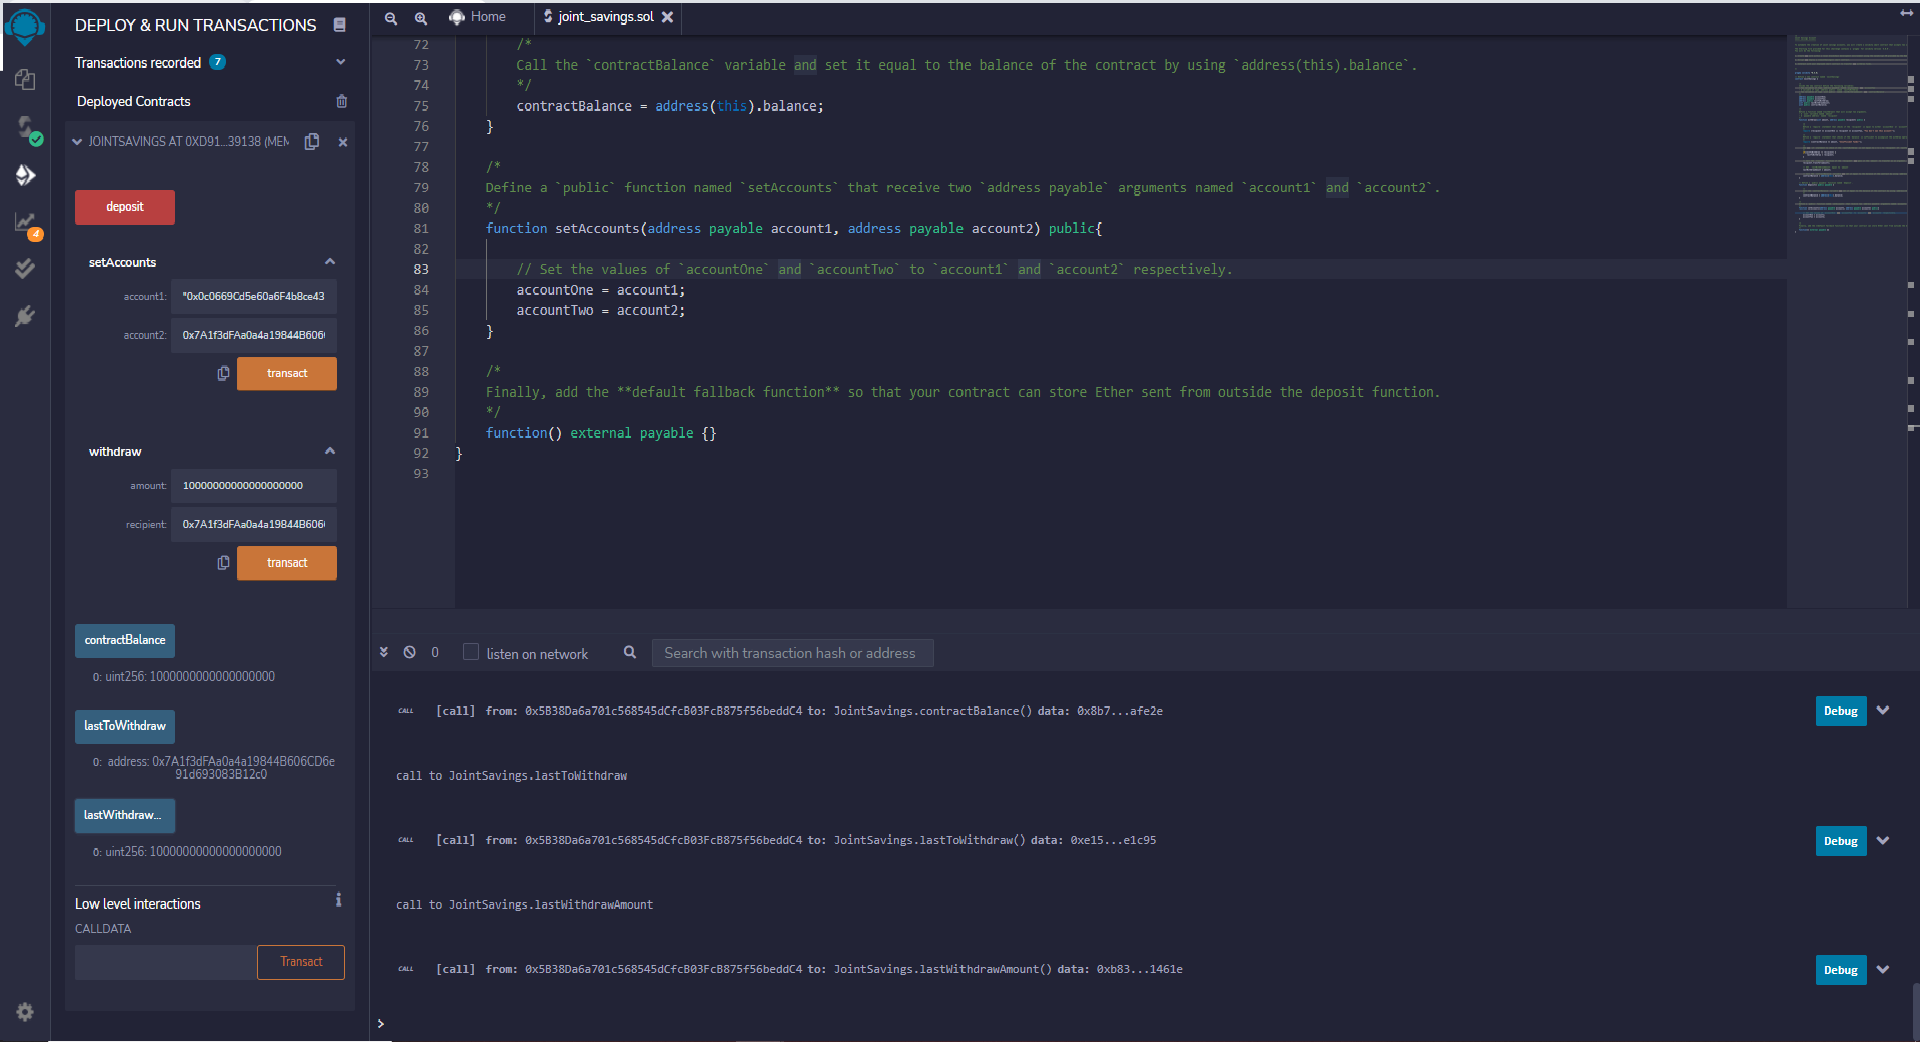 DEPLOY & RUN TRANSACTIONS
Transactions recorded 7
Deployed Contracts
JOINTSAVINGS AT 0XD91...39138 (MEM
deposit
setAccounts
account1: "0x0c0669Cd5e60a6F4b8ce43
account2: 0x7A1f3dFAa0a4a19844B606
transact
withdraw
amount: 10000000000000000000
recipient: 0x7A1f3dFAa0a4a19844B606
transact
contractBalance
0: uint256: 1000000000000000000
lastToWithdraw
0: address: 0x7A1f3dFAa0a4a19844B606CD6e
91d693083B12c0
lastWithdraw...
0: uint256: 10000000000000000000
Low level interactions
CALLDATA
Transact
4
Home
joint_savings.sol
72 /*
73 Call the `contractBalance` variable and set it equal to the balance of the contract by using `address(this).balance`.
74 */
75 contractBalance = address(this).balance;
76 }
77
78 /*
79 Define a `public` function named `setAccounts` that receive two `address payable` arguments named `account1` and `account2`.
80 */
81 function setAccounts(address payable account1, address payable account2) public{
82
83 // Set the values of `accountOne` and `accountTwo` to `account1` and `account2` respectively.
84 accountOne = account1;
85 accountTwo = account2;
86 }
87
88 /*
89 Finally, add the **default fallback function** so that your contract can store Ether sent from outside the deposit function.
90 */
91 function() external payable {}
92 }
93
0 listen on network Search with transaction hash or address
CALL [call] from: 0x5B38Da6a701c568545dCfcB03FcB875f56beddC4 to: JointSavings.contractBalance() data: 0x8b7...afe2e Debug
call to JointSavings.lastToWithdraw
CALL [call] from: 0x5B38Da6a701c568545dCfcB03FcB875f56beddC4 to: JointSavings.lastToWithdraw() data: 0xe15...e1c95 Debug
call to JointSavings.lastWithdrawAmount
CALL [call] from: 0x5B38Da6a701c568545dCfcB03FcB875f56beddC4 to: JointSavings.lastWithdrawAmount() data: 0xb83...1461e Debug
>